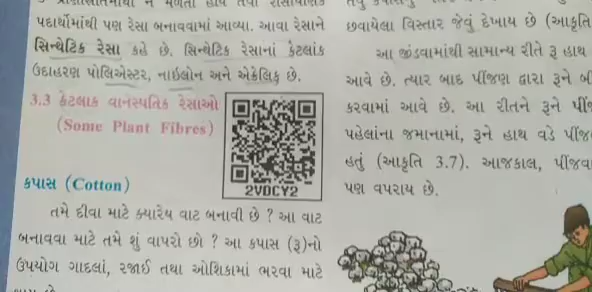 પદાર્થોમાંથી પણ રેસા બનાવવામાં આવ્યા. આવા રેસાને
સિન્થેટિક રેસા કહે છે. સિન્થેટિક રેસાનાં કેટલાંક
ઉદાહરણ પોલિએસ્ટર, નાઈલોન અને એક્રેલિક છે.
3.3 કેટલાક વાનસ્પતિક રેસાઓ
(Some Plant Fibres)
2VDCY2
કપાસ (Cotton)
તમે દીવા માટે ક્યારેય વાટ બનાવી છે ? આ વાટ
બનાવવા માટે તમે શું વાપરો છો ? આ કપાસ (રૂ)નો
ઉપયોગ ગાદલાં, રજાઈ તથા ઓશિકામાં ભરવા માટે
છવાયેલા વિસ્તાર જેવું દેખાય છે (આકૃતિ
આ જીંડવામાંથી સામાન્ય રીતે રૂ હાથ
આવે છે. ત્યાર બાદ પીંજણ દ્વારા રૂને
કરવામાં આવે છે. આ રીતને રૂને
પહેલાંના જમાનામાં, રૂને હાથ વડે
હતું (આકૃતિ 3.7). આજકાલ,
પણ વપરાય છે.